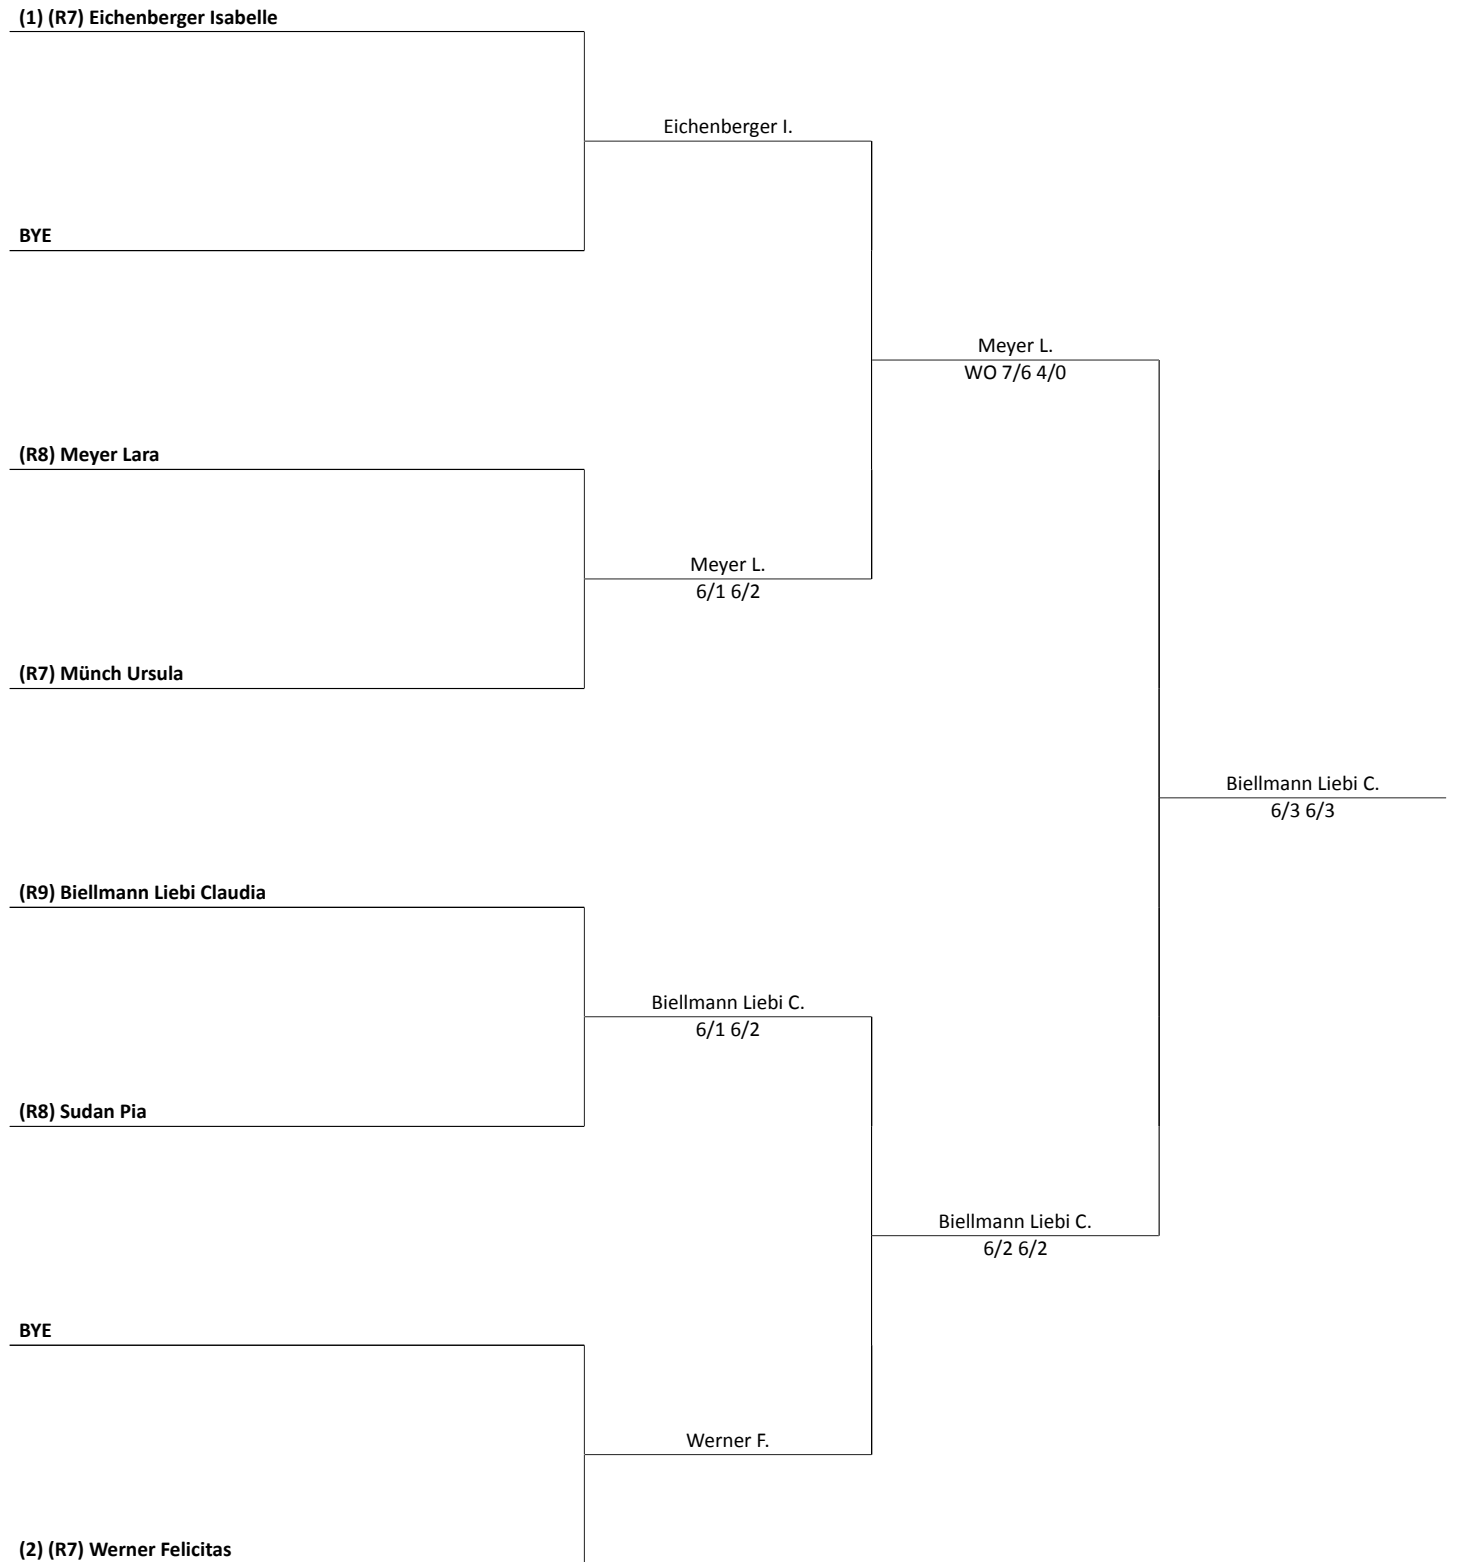 (1) (R7) Eichenberger Isabelle
Eichenberger I.
BYE
Meyer L.
WO 7/6 4/0
(R8) Meyer Lara
Meyer L.
6/1 6/2
(R7) Münch Ursula
Biellmann Liebi C.
6/3 6/3
(R9) Biellmann Liebi Claudia
Biellmann Liebi C.
6/1 6/2
(R8) Sudan Pia
Biellmann Liebi C.
6/2 6/2
BYE
Werner F.
(2) (R7) Werner Felicitas